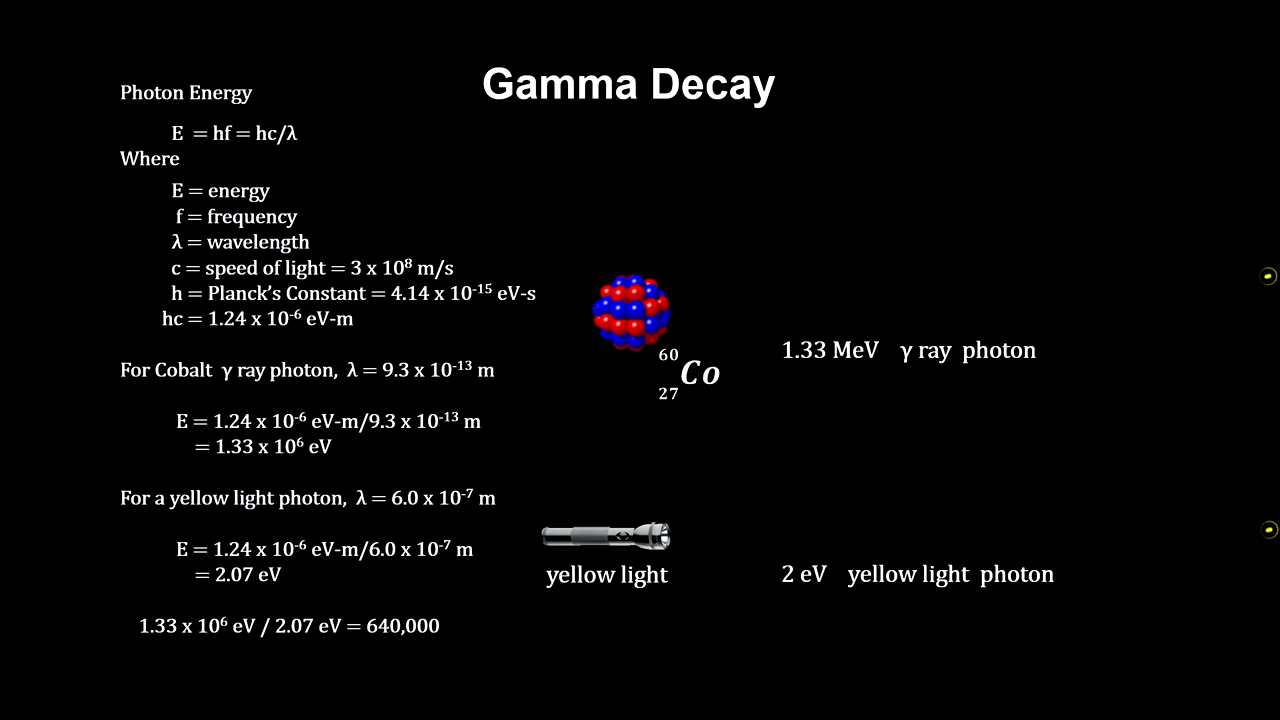 Gamma Decay
Photon Energy
E = hf = hc/λ
Where
E = energy
f = frequency
λ = wavelength
c = speed of light = 3 x 10⁸ m/s
h = Planck’s Constant = 4.14 x 10⁻¹⁵ eV-s
hc = 1.24 x 10⁻⁶ eV-m
For Cobalt γ ray photon, λ = 9.3 x 10⁻¹³ m
E = 1.24 x 10⁻⁶ eV-m/9.3 x 10⁻¹³ m
= 1.33 x 10⁶ eV
For a yellow light photon, λ = 6.0 x 10⁻⁷ m
E = 1.24 x 10⁻⁶ eV-m/6.0 x 10⁻⁷ m
= 2.07 eV
1.33 x 10⁶ eV / 2.07 eV = 640,000
60
Co
27
1.33 MeV γ ray photon
yellow light
2 eV yellow light photon